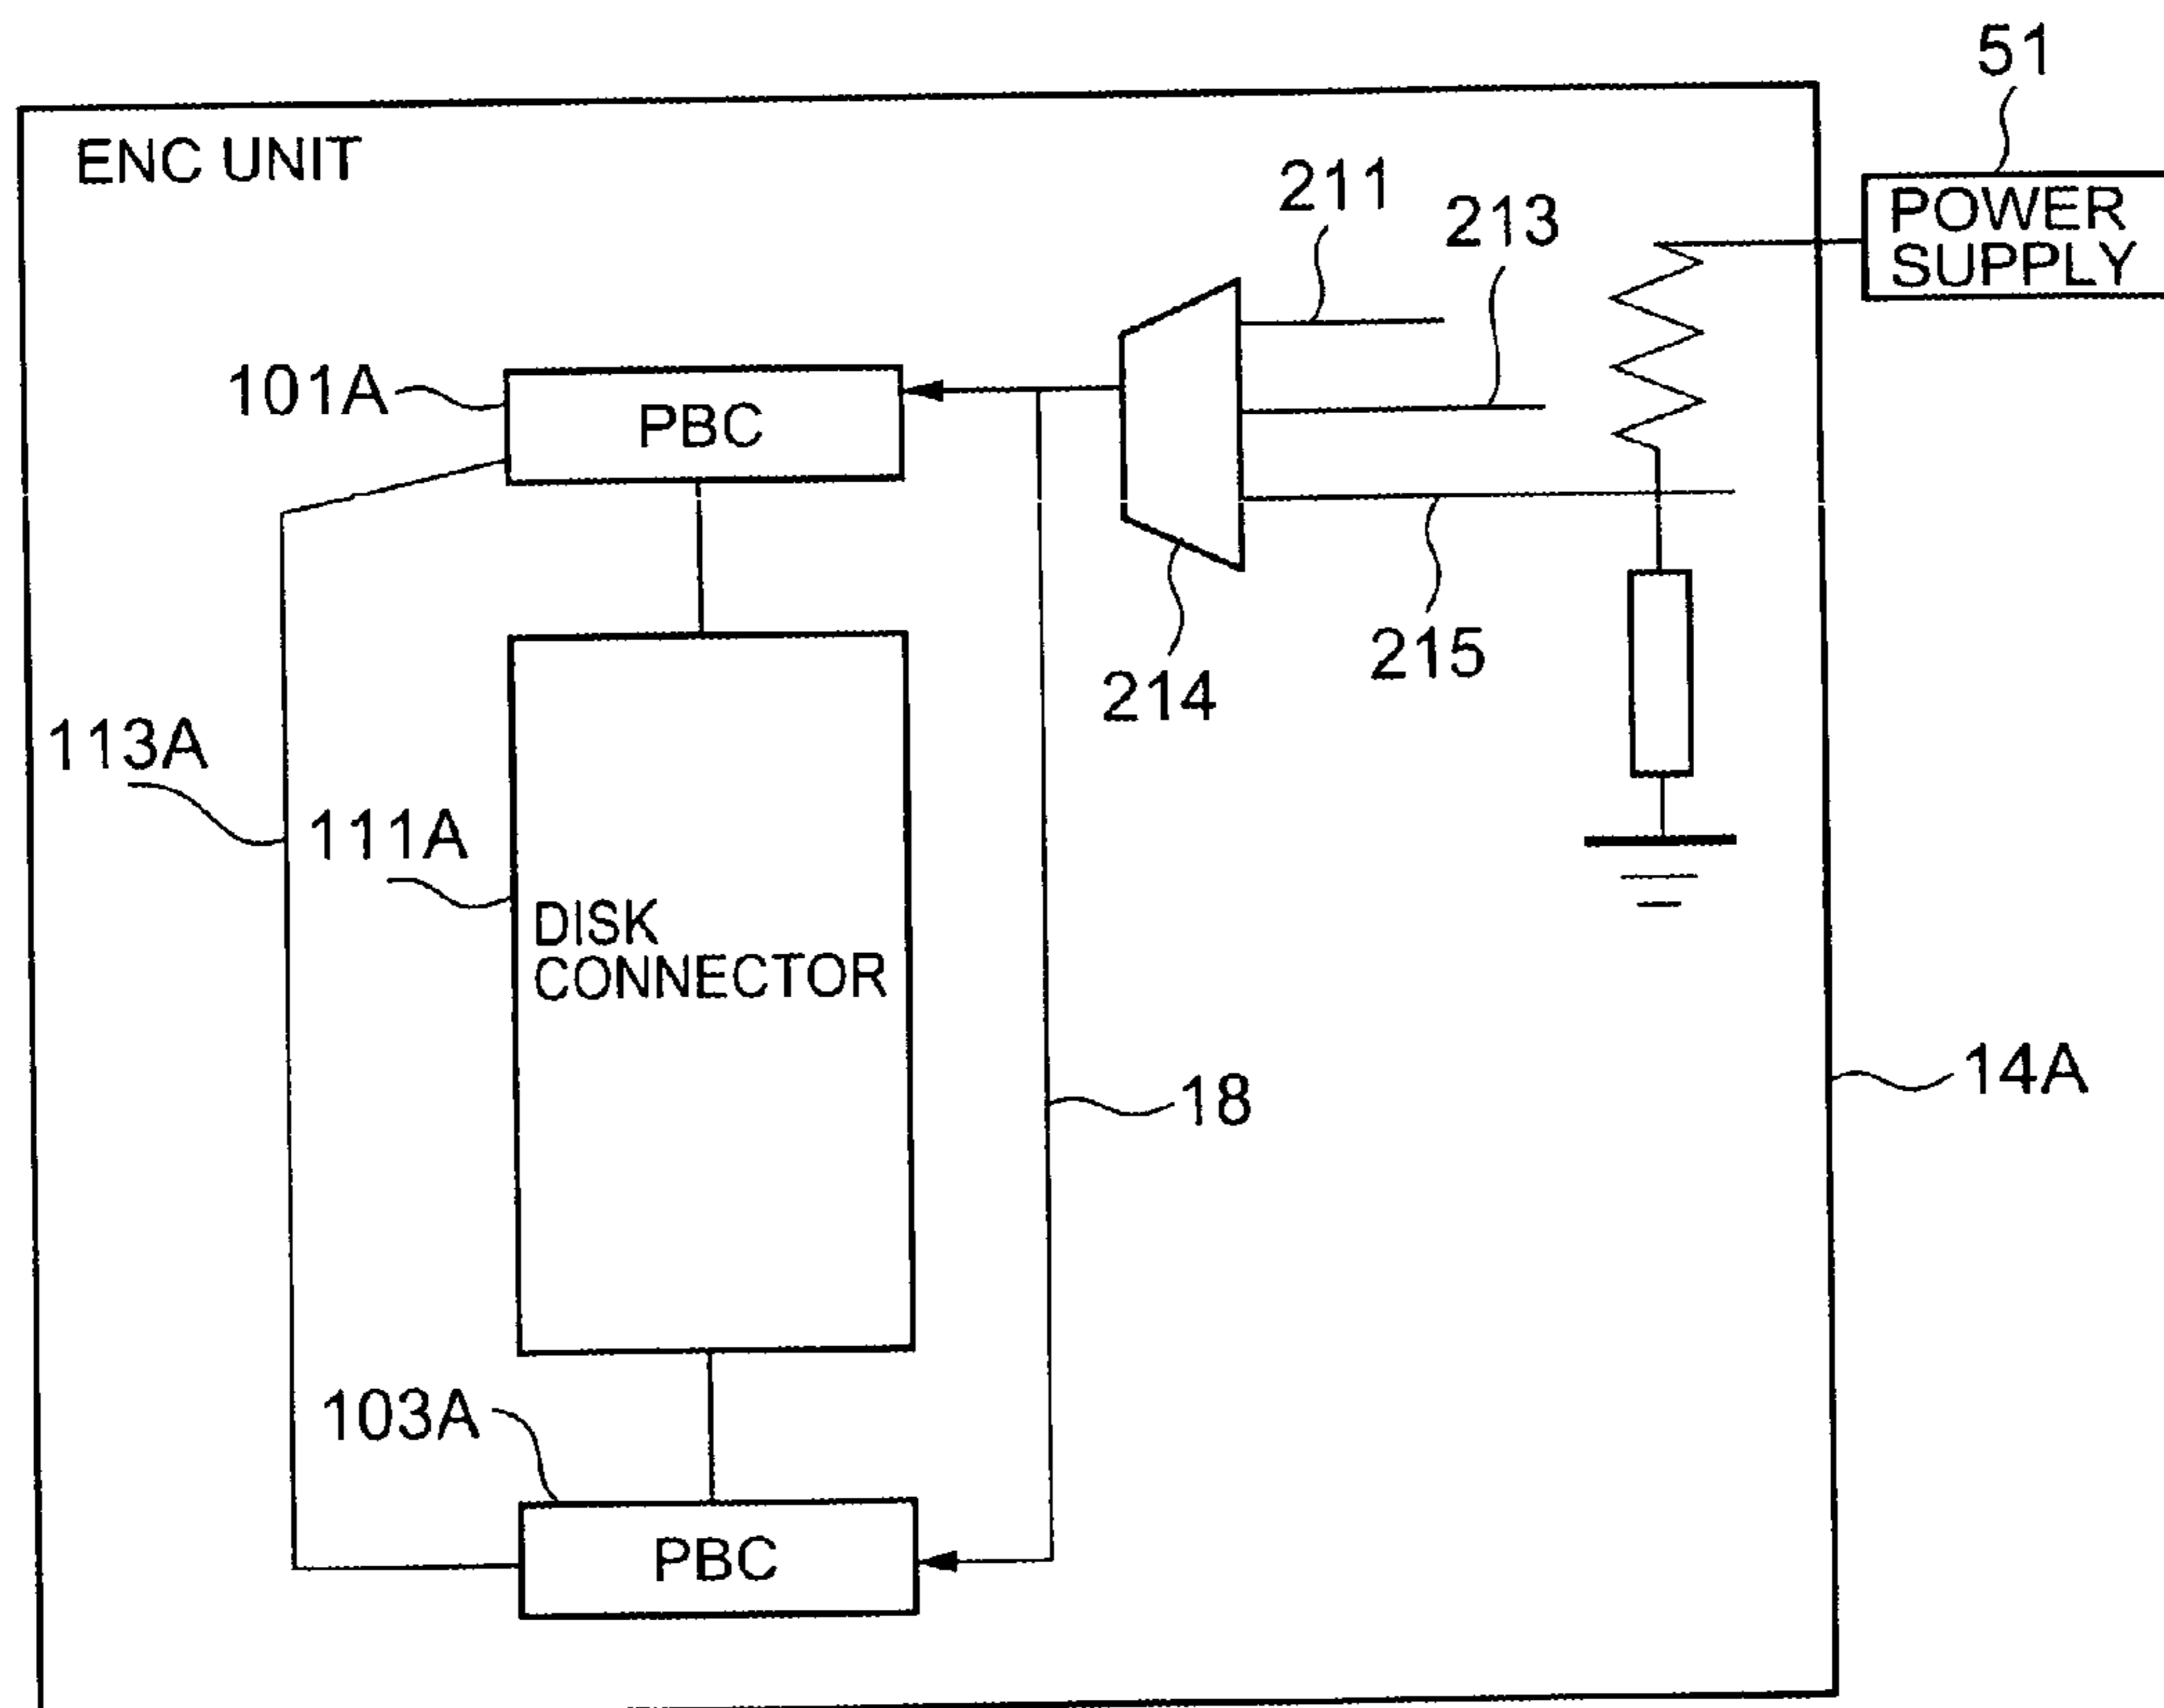 51
ENC UNIT
211
213
POWER
SUPPLY
101A
PBC
215
214
113A
111A
DISK
CONNECTOR
14A
18
103A
PBC